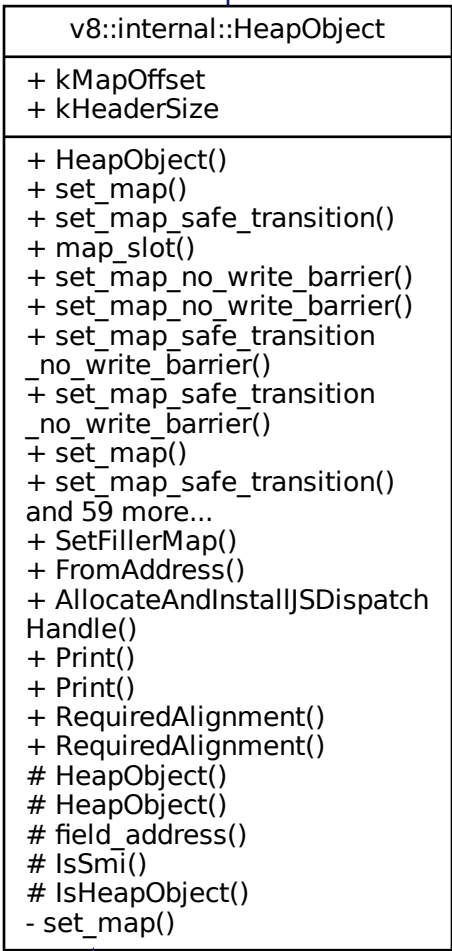 v8::internal::HeapObject
+ kMapOffset
+ kHeaderSize
+ HeapObject()
+ set_map()
+ set_map_safe_transition()
+ map_slot()
+ set_map_no_write_barrier()
+ set_map_no_write_barrier()
+ set_map_safe_transition
_no_write_barrier()
+ set_map_safe_transition
_no_write_barrier()
+ set_map()
+ set_map_safe_transition()
and 59 more...
+ SetFillerMap()
+ FromAddress()
+ AllocateAndInstallJSDispatch
Handle()
+ Print()
+ Print()
+ RequiredAlignment()
+ RequiredAlignment()
# HeapObject()
# HeapObject()
# field_address()
# IsSmi()
# IsHeapObject()
- set_map()